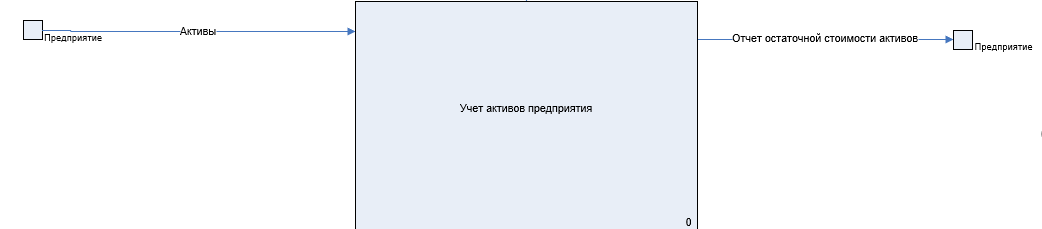 Предприятие
Активы
Отчет остаточной стоимости активов
Предприятие
Учет активов предприятия
0